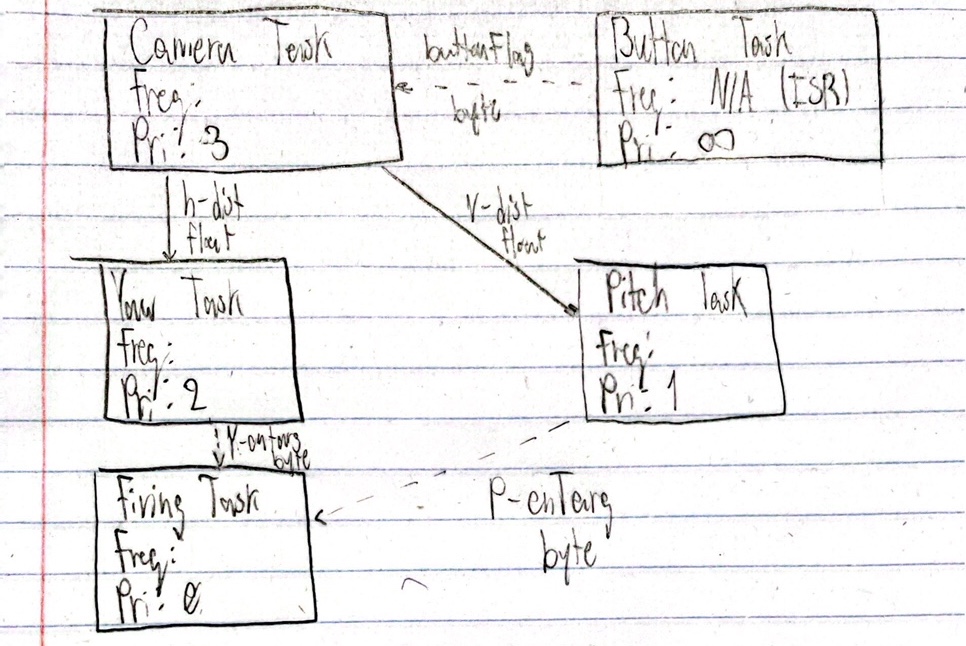 Camera Task
Freq:
Pri: 3
buttonFlag
byte
Button Task
Freq: N/A (ISR)
Pri: ∞
h-dist
float
v-dist
float
Yaw Task
Freq:
Pri: 2
Pitch Task
Freq:
Pri: 1
Y-onTarg
byte
Firing Task
Freq:
Pri: 0
P-onTarg
byte